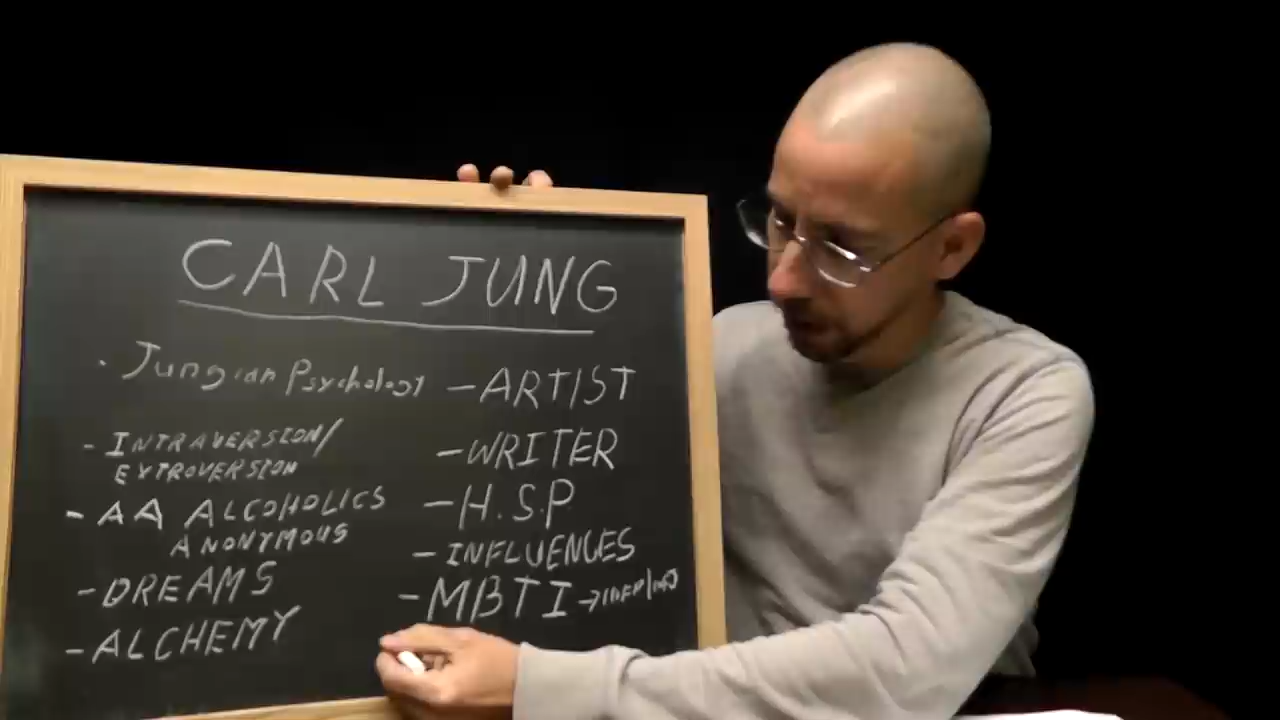 CARL JUNG
· Jungian Psychology
- INTRAVERSION/
EXTROVERSION
- AA ALCOHOLICS
ANONYMOUS
- DREAMS
- ALCHEMY
- ARTIST
- WRITER
- H.S.P
- INFLUENCES
- MBTI →